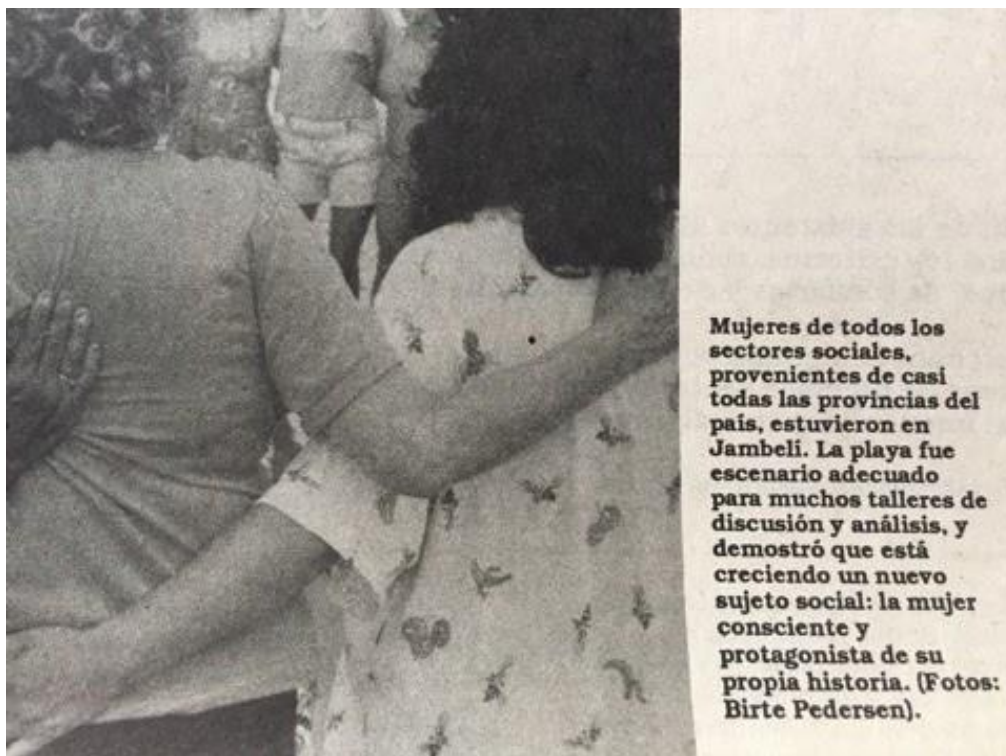 Mujeres de todos los
sectores sociales,
provenientes de casi
todas las provincias del
país, estuvieron en
Jambelí. La playa fue
escenario adecuado
para muchos talleres de
discusión y análisis, y
demostró que está
creciendo un nuevo
sujeto social: la mujer
consciente y
protagonista de su
propia historia. (Fotos:
Birte Pedersen).